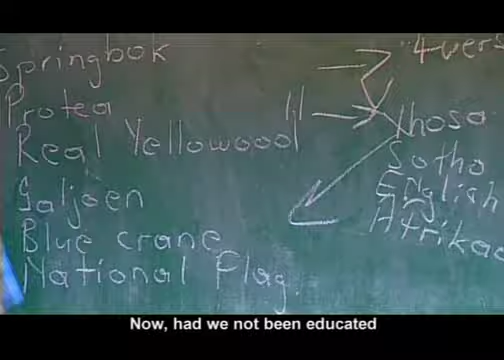 Springbok
Protea
Real Yellowoool
Galjoen
Blue crane
National Flag.
"4 vers
Xhosa
Sotho
English
Afrikaa
Now, had we not been educated